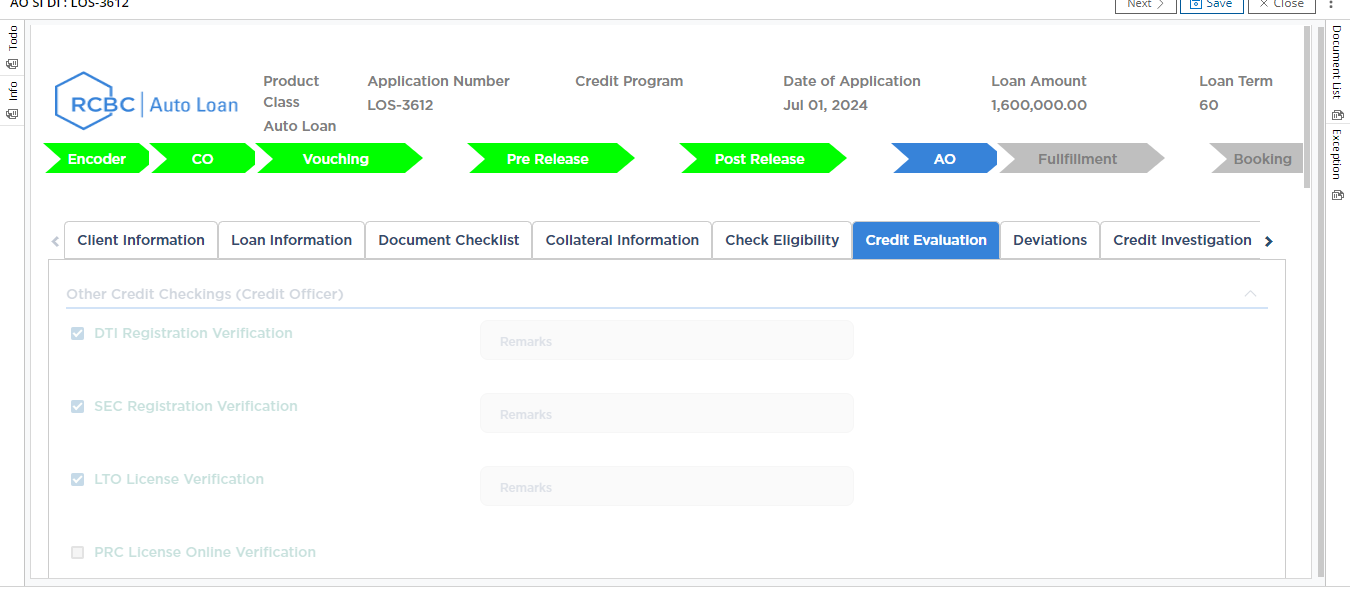 AO SI DI : LOS-3612
Next
Save
Close
Todo
Info
Document List
Exception
RCBC Auto Loan
Product Class
Auto Loan
Application Number
LOS-3612
Credit Program
Date of Application
Jul 01, 2024
Loan Amount
1,600,000.00
Loan Term
60
Encoder
CO
Vouching
Pre Release
Post Release
AO
Fullfillment
Booking
Client Information
Loan Information
Document Checklist
Collateral Information
Check Eligibility
Credit Evaluation
Deviations
Credit Investigation
Other Credit Checkings (Credit Officer)
DTI Registration Verification
Remarks
SEC Registration Verification
Remarks
LTO License Verification
Remarks
PRC License Online Verification